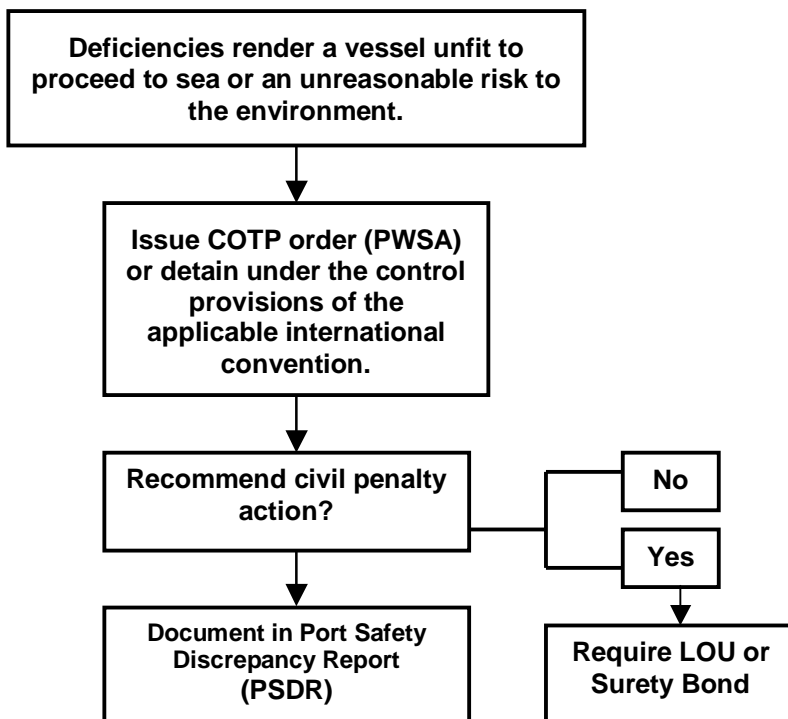 Deficiencies render a vessel unfit to
proceed to sea or an unreasonable risk to
the environment.
Issue COTP order (PWSA)
or detain under the control
provisions of the
applicable international
convention.
Recommend civil penalty
action?
No
Yes
Document in Port Safety
Discrepancy Report
(PSDR)
Require LOU or
Surety Bond